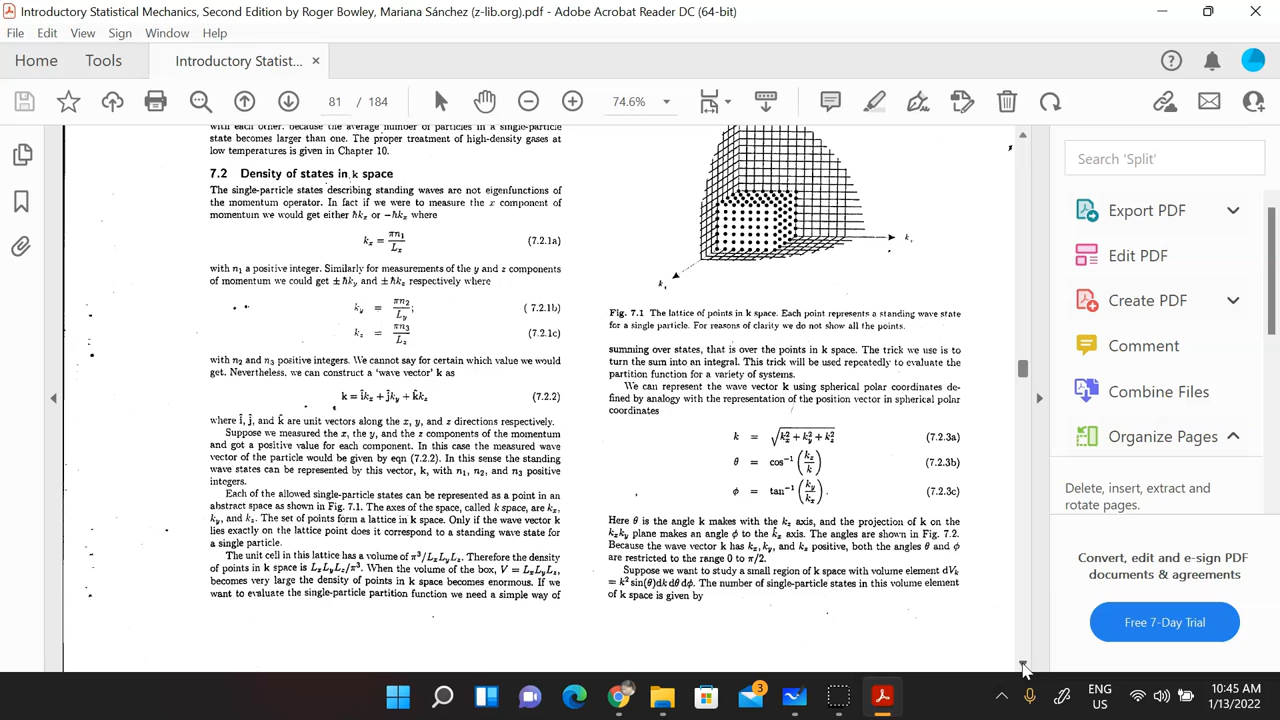 Introductory Statistical Mechanics, Second Edition by Roger Bowley, Mariana Sánchez (z-lib.org).pdf - Adobe Acrobat Reader DC (64-bit)
File Edit View Sign Window Help
Home Tools Introductory Statist... ×
81 / 184 74.6%
with each other, because the average number of particles in a single-particle
state becomes larger than one. The proper treatment of high-density gases at
low temperatures is given in Chapter 10.
7.2 Density of states in k space
The single-particle states describing standing waves are not eigenfunctions of
the momentum operator. In fact if we were to measure the x component of
momentum we would get either ℏkₓ or −ℏkₓ where
kₓ = πn₁/Lₓ (7.2.1a)
with n₁ a positive integer. Similarly for measurements of the y and z components
of momentum we could get ±ℏk_y and ±ℏk_z respectively where
k_y = πn₂/L_y; (7.2.1b)
k_z = πn₃/L_z (7.2.1c)
with n₂ and n₃ positive integers. We cannot say for certain which value we would
get. Nevertheless, we can construct a 'wave vector' k as
k = îkₓ + ĵk_y + k̂k_z (7.2.2)
where î, ĵ, and k̂ are unit vectors along the x, y, and z directions respectively.
Suppose we measured the x, the y, and the z components of the momentum
and got a positive value for each component. In this case the measured wave
vector of the particle would be given by eqn (7.2.2). In this sense the standing
wave states can be represented by this vector, k, with n₁, n₂, and n₃ positive
integers.
Each of the allowed single-particle states can be represented as a point in an
abstract space as shown in Fig. 7.1. The axes of the space, called k space, are kₓ,
k_y, and k_z. The set of points form a lattice in k space. Only if the wave vector k
lies exactly on the lattice point does it correspond to a standing wave state for
a single particle.
The unit cell in this lattice has a volume of π³/LₓL_yL_z. Therefore the density
of points in k space is LₓL_yL_z/π³. When the volume of the box, V = LₓL_yL_z,
becomes very large the density of points in k space becomes enormous. If we
want to evaluate the single-particle partition function we need a simple way of
Fig. 7.1 The lattice of points in k space. Each point represents a standing wave state
for a single particle. For reasons of clarity we do not show all the points.
summing over states, that is over the points in k space. The trick we use is to
turn the sum into an integral. This trick will be used repeatedly to evaluate the
partition function for a variety of systems.
We can represent the wave vector k using spherical polar coordinates de-
fined by analogy with the representation of the position vector in spherical polar
coordinates
k = √(kₓ² + k_y² + k_z²) (7.2.3a)
θ = cos⁻¹ (k_z/k) (7.2.3b)
φ = tan⁻¹ (k_y/kₓ). (7.2.3c)
Here θ is the angle k makes with the k_z axis, and the projection of k on the
kₓk_y plane makes an angle φ to the kₓ axis. The angles are shown in Fig. 7.2.
Because the wave vector k has kₓ, k_y, and k_z positive, both the angles θ and φ
are restricted to the range 0 to π/2.
Suppose we want to study a small region of k space with volume element dV_k
= k² sin(θ)dk dθ dφ. The number of single-particle states in this volume element
of k space is given by
Search 'Split'
Export PDF
Edit PDF
Create PDF
Comment
Combine Files
Organize Pages
Delete, insert, extract and
rotate pages.
Convert, edit and e-sign PDF
documents & agreements
Free 7-Day Trial
3
ENG
US
10:45 AM
1/13/2022